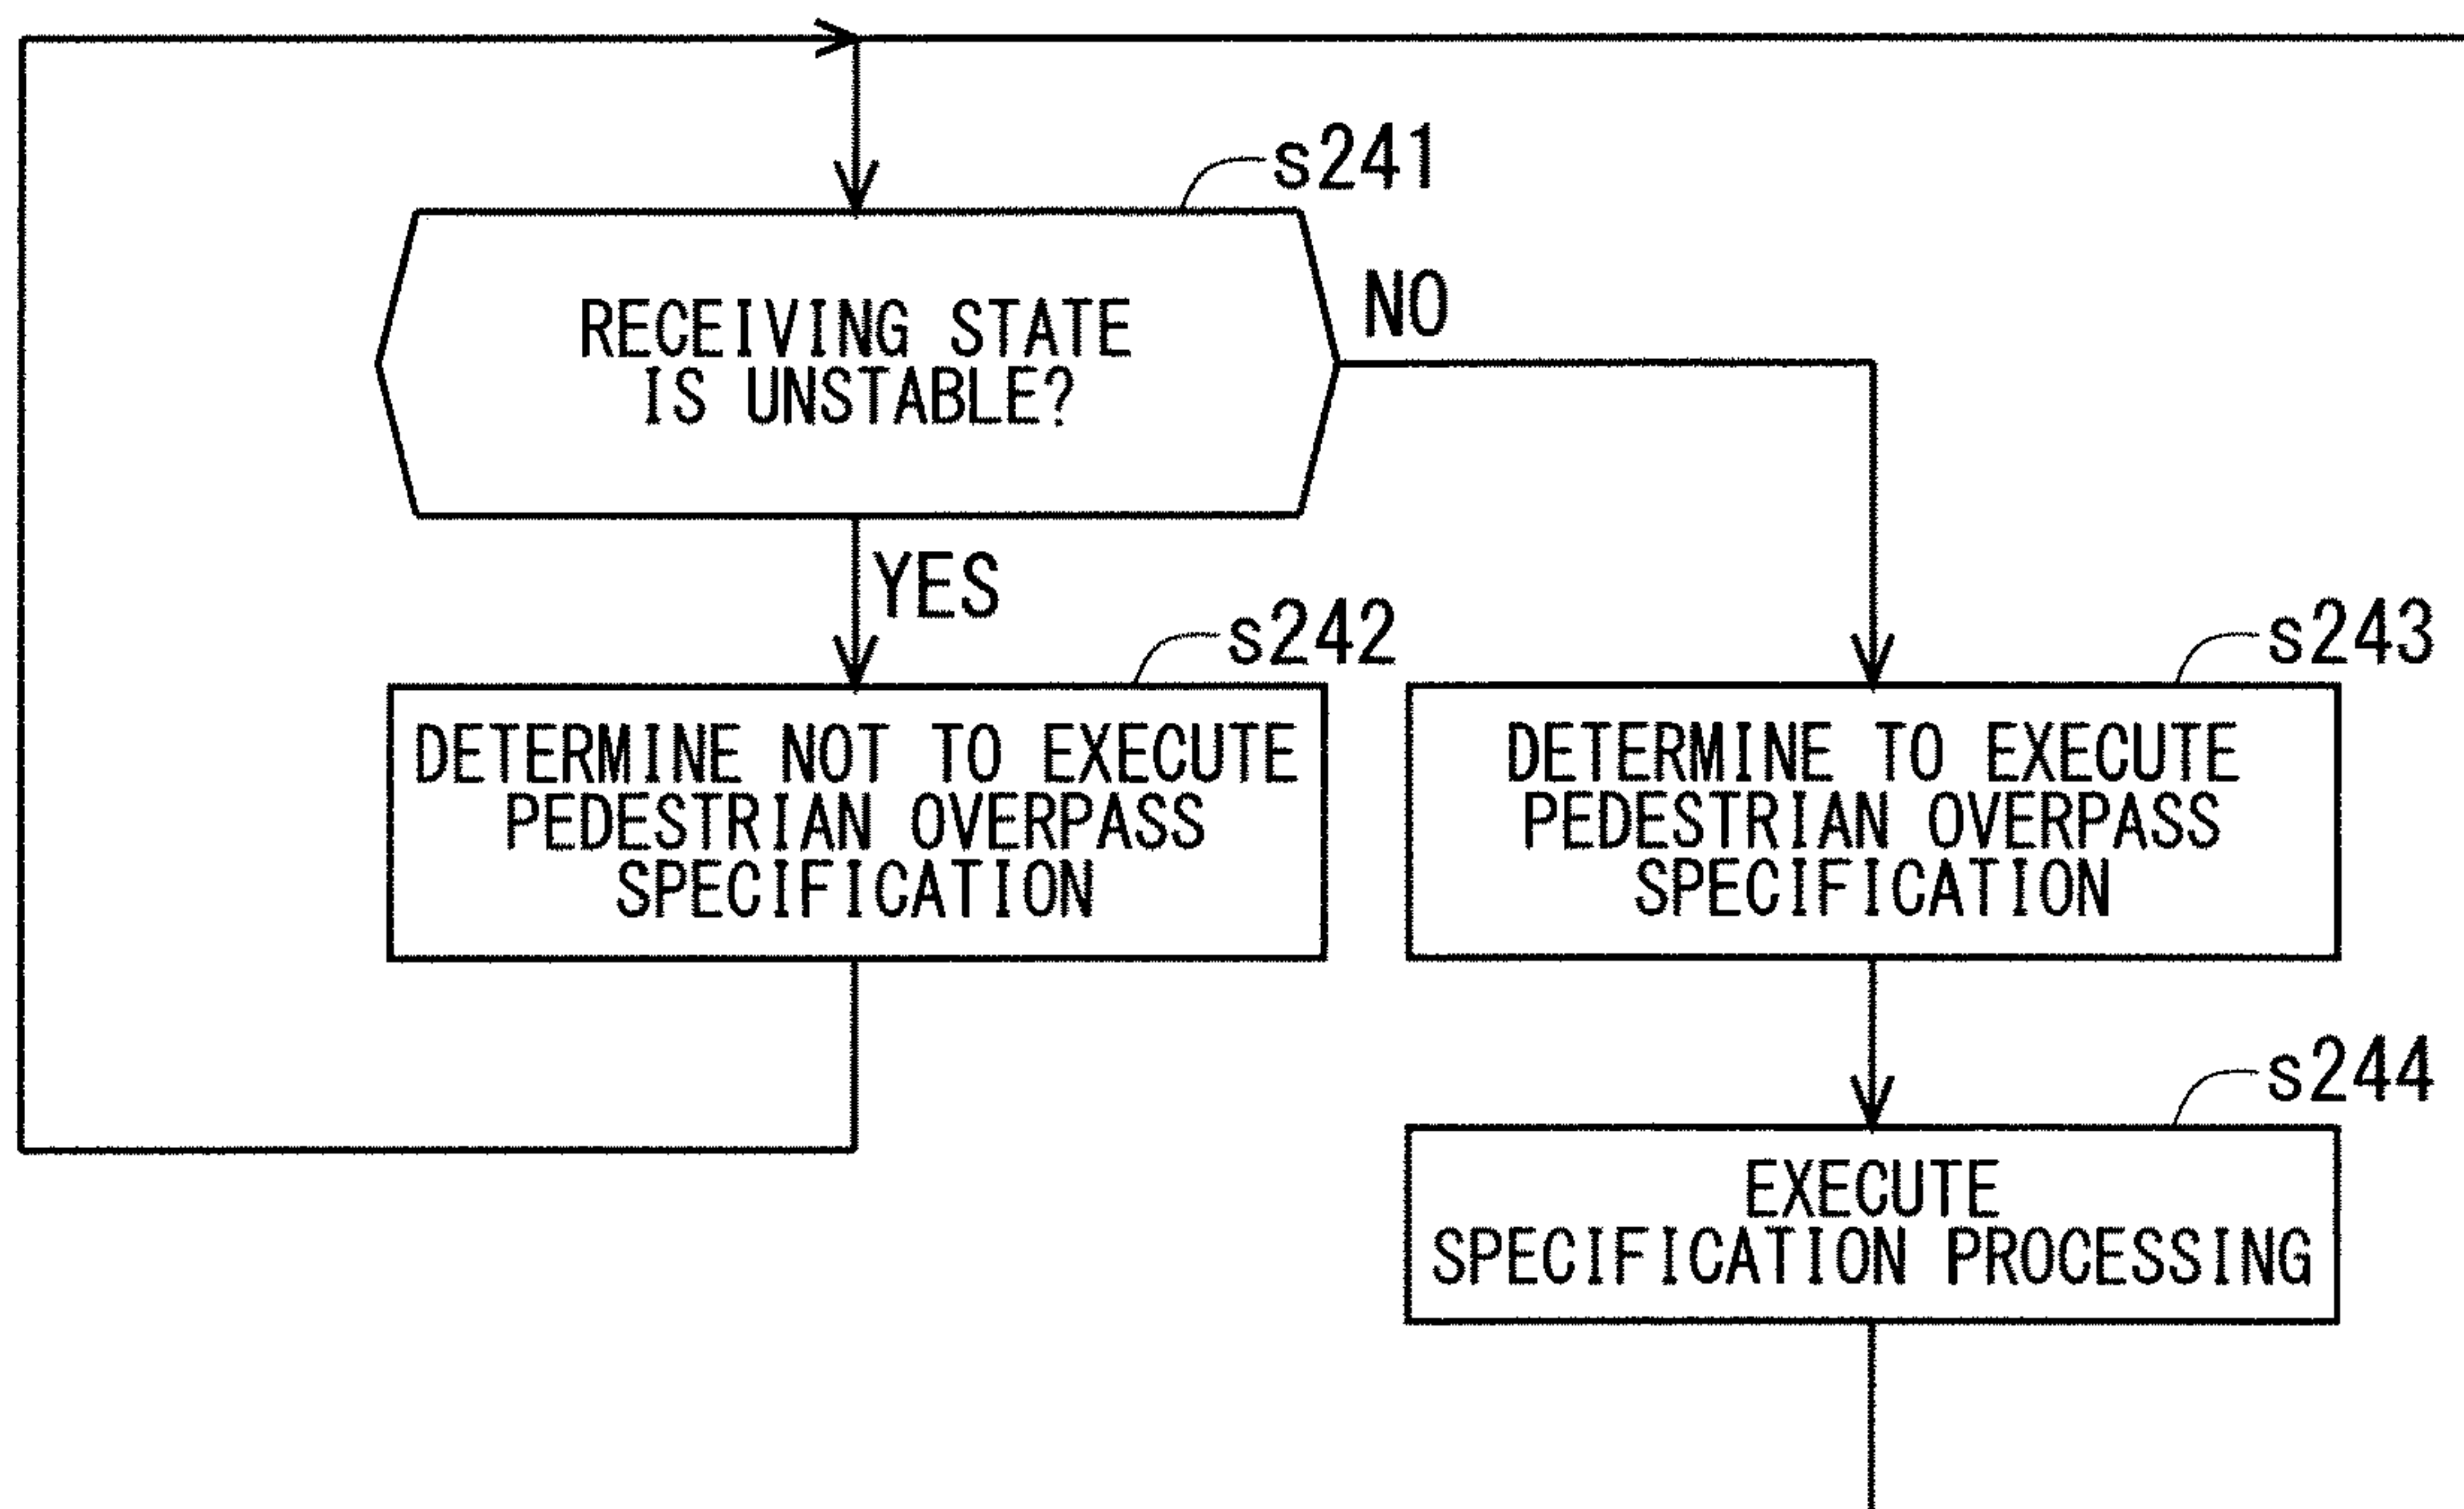 s241
RECEIVING STATE
IS UNSTABLE?
NO
YES
s242
DETERMINE NOT TO EXECUTE
PEDESTRIAN OVERPASS
SPECIFICATION
s243
DETERMINE TO EXECUTE
PEDESTRIAN OVERPASS
SPECIFICATION
s244
EXECUTE
SPECIFICATION PROCESSING